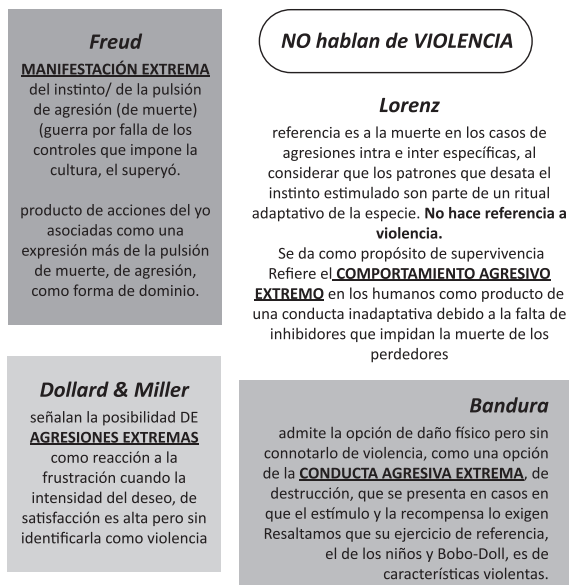 Freud
MANIFESTACIÓN EXTREMA
del instinto/ de la pulsión
de agresión (de muerte)
(guerra por falla de los
controles que impone la
cultura, el superyó.
producto de acciones del yo
asociadas como una
expresión más de la pulsión
de muerte, de agresión,
como forma de dominio.
NO hablan de VIOLENCIA
Lorenz
referencia es a la muerte en los casos de
agresiones intra e inter específicas, al
considerar que los patrones que desata el
instinto estimulado son parte de un ritual
adaptativo de la especie. No hace referencia a
violencia.
Se da como propósito de supervivencia
Refiere el COMPORTAMIENTO AGRESIVO
EXTREMO en los humanos como producto de
una conducta inadaptativa debido a la falta de
inhibidores que impidan la muerte de los
perdedores
Dollard & Miller
señalan la posibilidad DE
AGRESIONES EXTREMAS
como reacción a la
frustración cuando la
intensidad del deseo, de
satisfacción es alta pero sin
identificarla como violencia
Bandura
admite la opción de daño físico pero sin
connotarlo de violencia, como una opción
de la CONDUCTA AGRESIVA EXTREMA, de
destrucción, que se presenta en casos en
que el estímulo y la recompensa lo exigen
Resaltamos que su ejercicio de referencia,
el de los niños y Bobo-Doll, es de
características violentas.